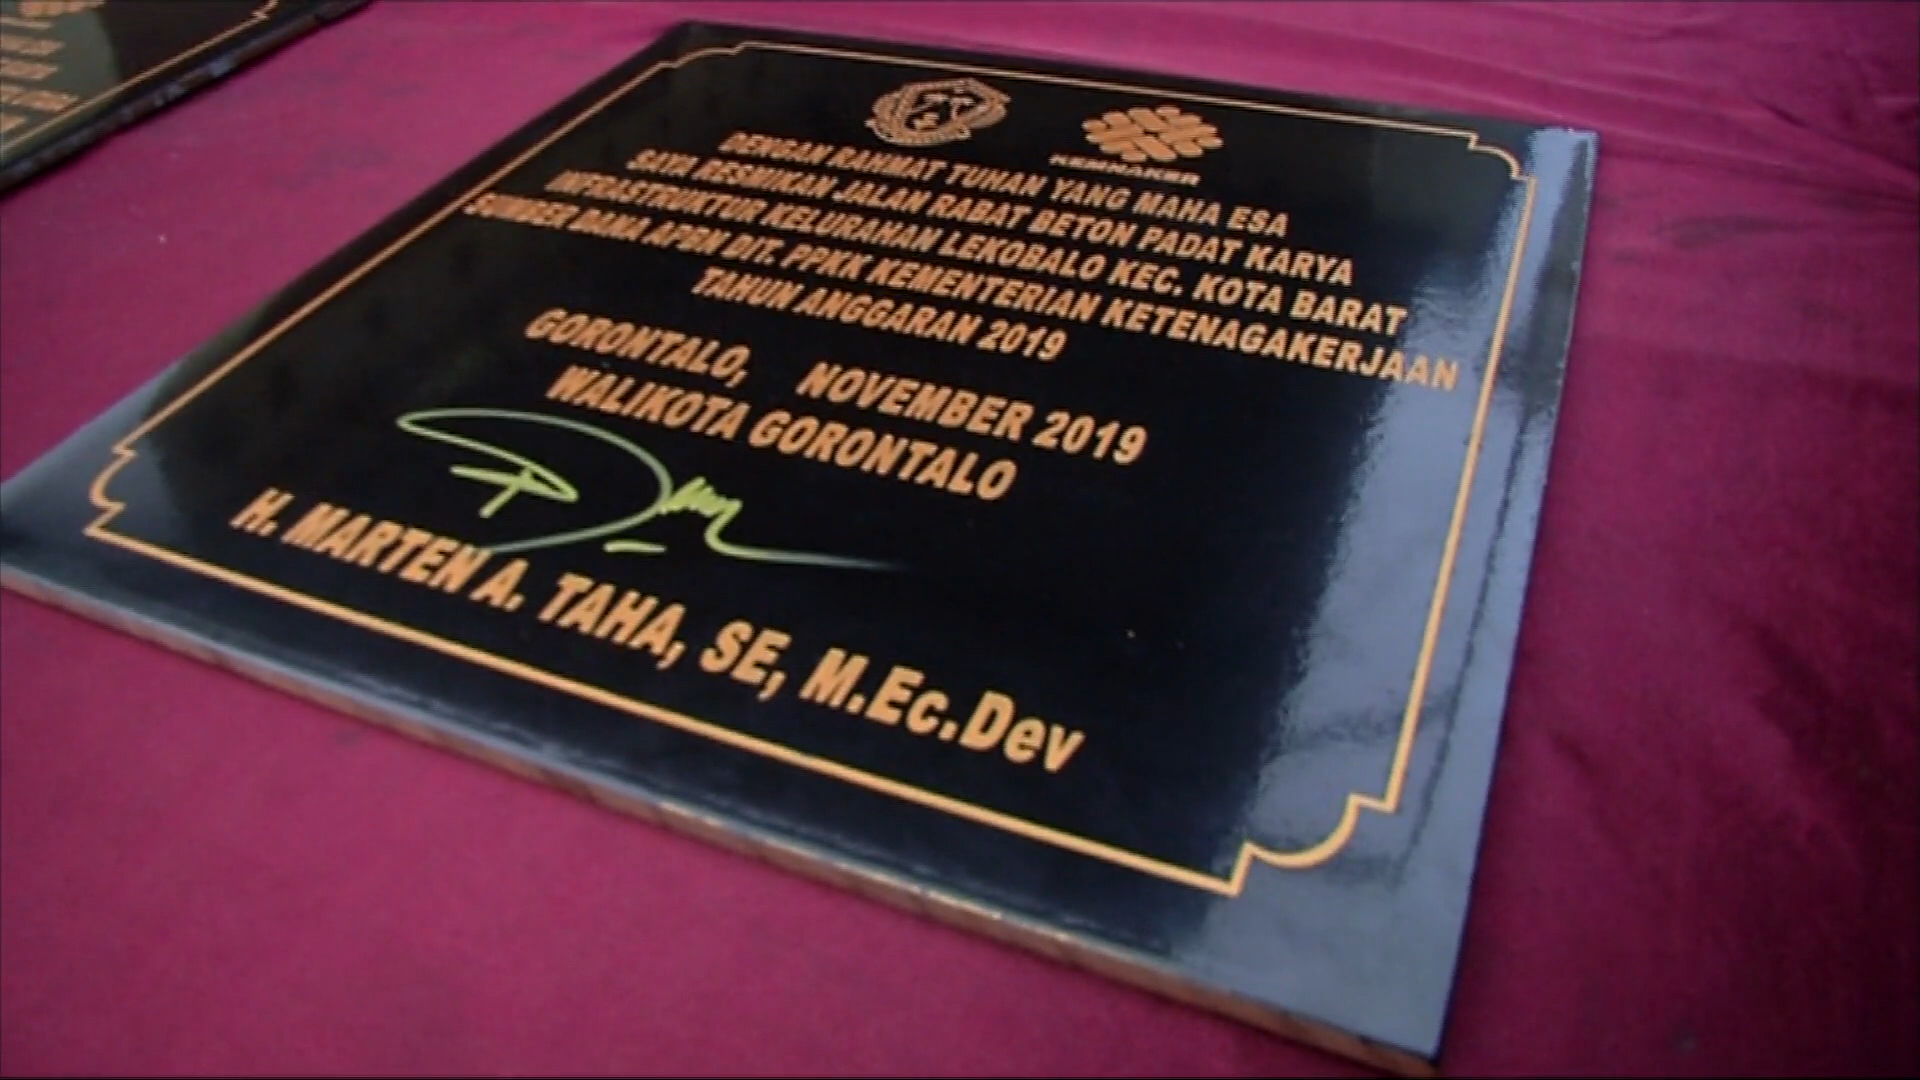 KEMNAKER
DENGAN RAHMAT TUHAN YANG MAHA ESA
SAYA RESMIKAN JALAN RABAT BETON PADAT KARYA
INFRASTRUKTUR KELURAHAN LEKOBALO KEC. KOTA BARAT
SUMBER DANA APBN DIT. PPKK KEMENTERIAN KETENAGAKERJAAN
TAHUN ANGGARAN 2019
GORONTALO, NOVEMBER 2019
WALIKOTA GORONTALO
H. MARTEN A. TAHA, SE, M.Ec.Dev